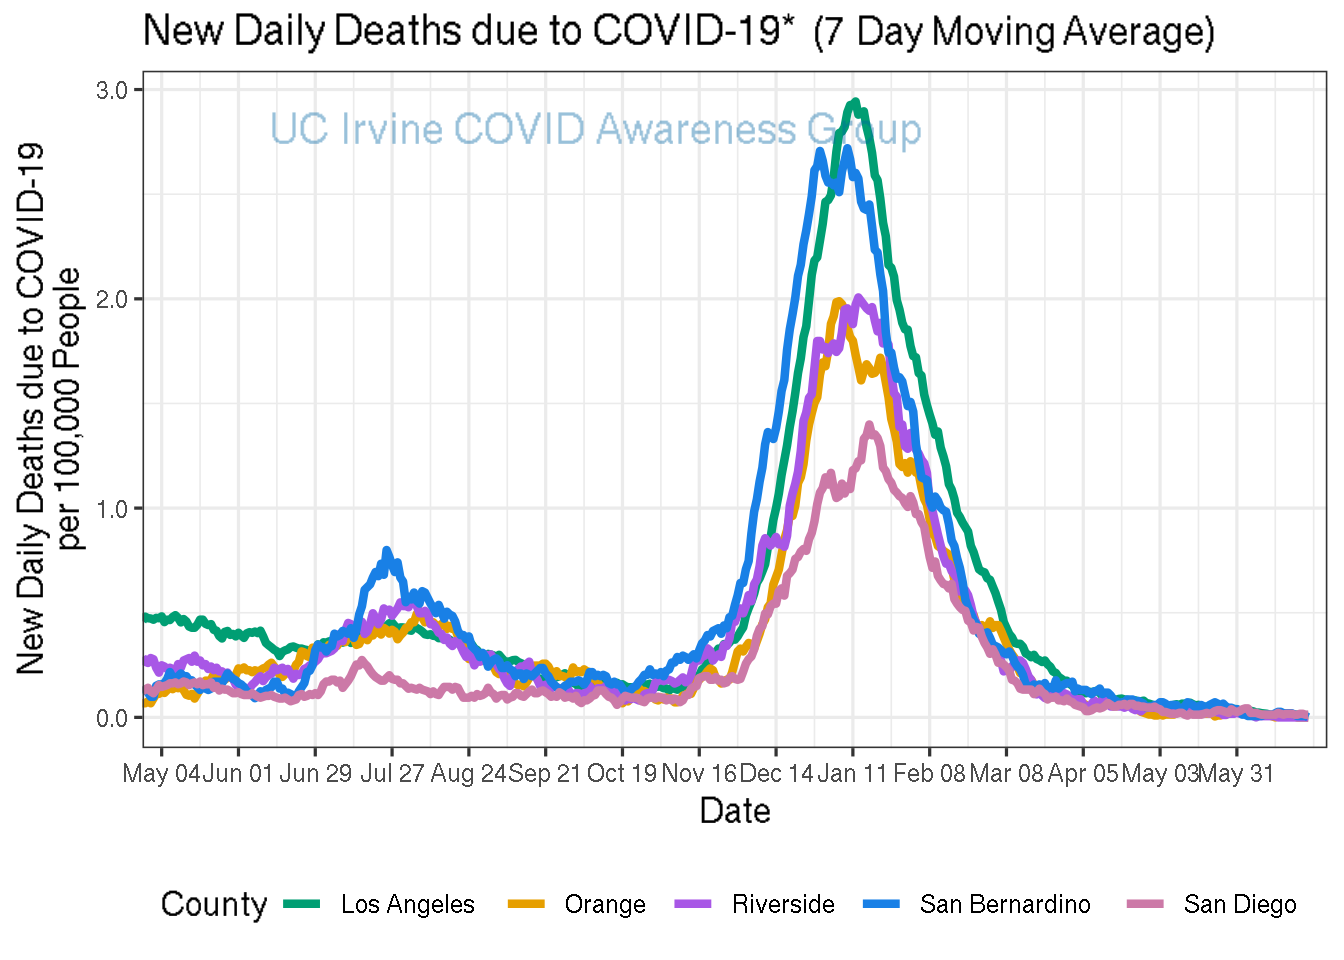 New Daily Deaths due to COVID-19* (7 Day Moving Average)
UC Irvine COVID Awareness Group
New Daily Deaths due to COVID-19
per 100,000 People
3.0
2.0
1.0
0.0
May 04 Jun 01 Jun 29 Jul 27 Aug 24 Sep 21 Oct 19 Nov 16 Dec 14 Jan 11 Feb 08 Mar 08 Apr 05 May 03 May 31
Date
County Los Angeles Orange Riverside San Bernardino San Diego